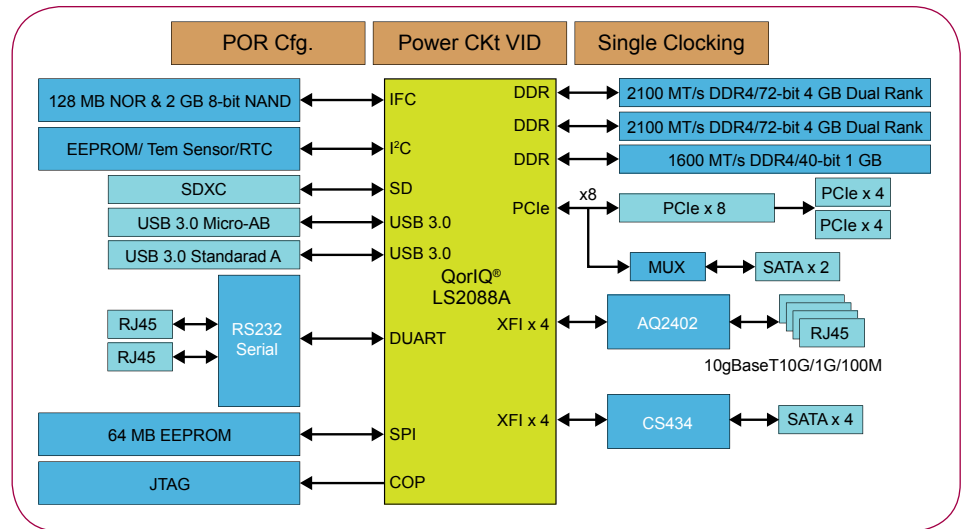 POR Cfg.
Power CKt VID
Single Clocking
128 MB NOR & 2 GB 8-bit NAND
IFC
DDR
2100 MT/s DDR4/72-bit 4 GB Dual Rank
DDR
2100 MT/s DDR4/72-bit 4 GB Dual Rank
EEPROM/ Tem Sensor/RTC
I²C
DDR
1600 MT/s DDR4/40-bit 1 GB
SDXC
SD
x8
PCIe
PCIe x 8
PCIe x 4
PCIe x 4
USB 3.0 Micro-AB
USB 3.0
USB 3.0 Standarad A
USB 3.0
MUX
SATA x 2
QorIQ®
LS2088A
RJ45
RJ45
RS232
Serial
DUART
XFI x 4
AQ2402
RJ45
10gBaseT10G/1G/100M
64 MB EEPROM
SPI
XFI x 4
CS434
SATA x 4
JTAG
COP